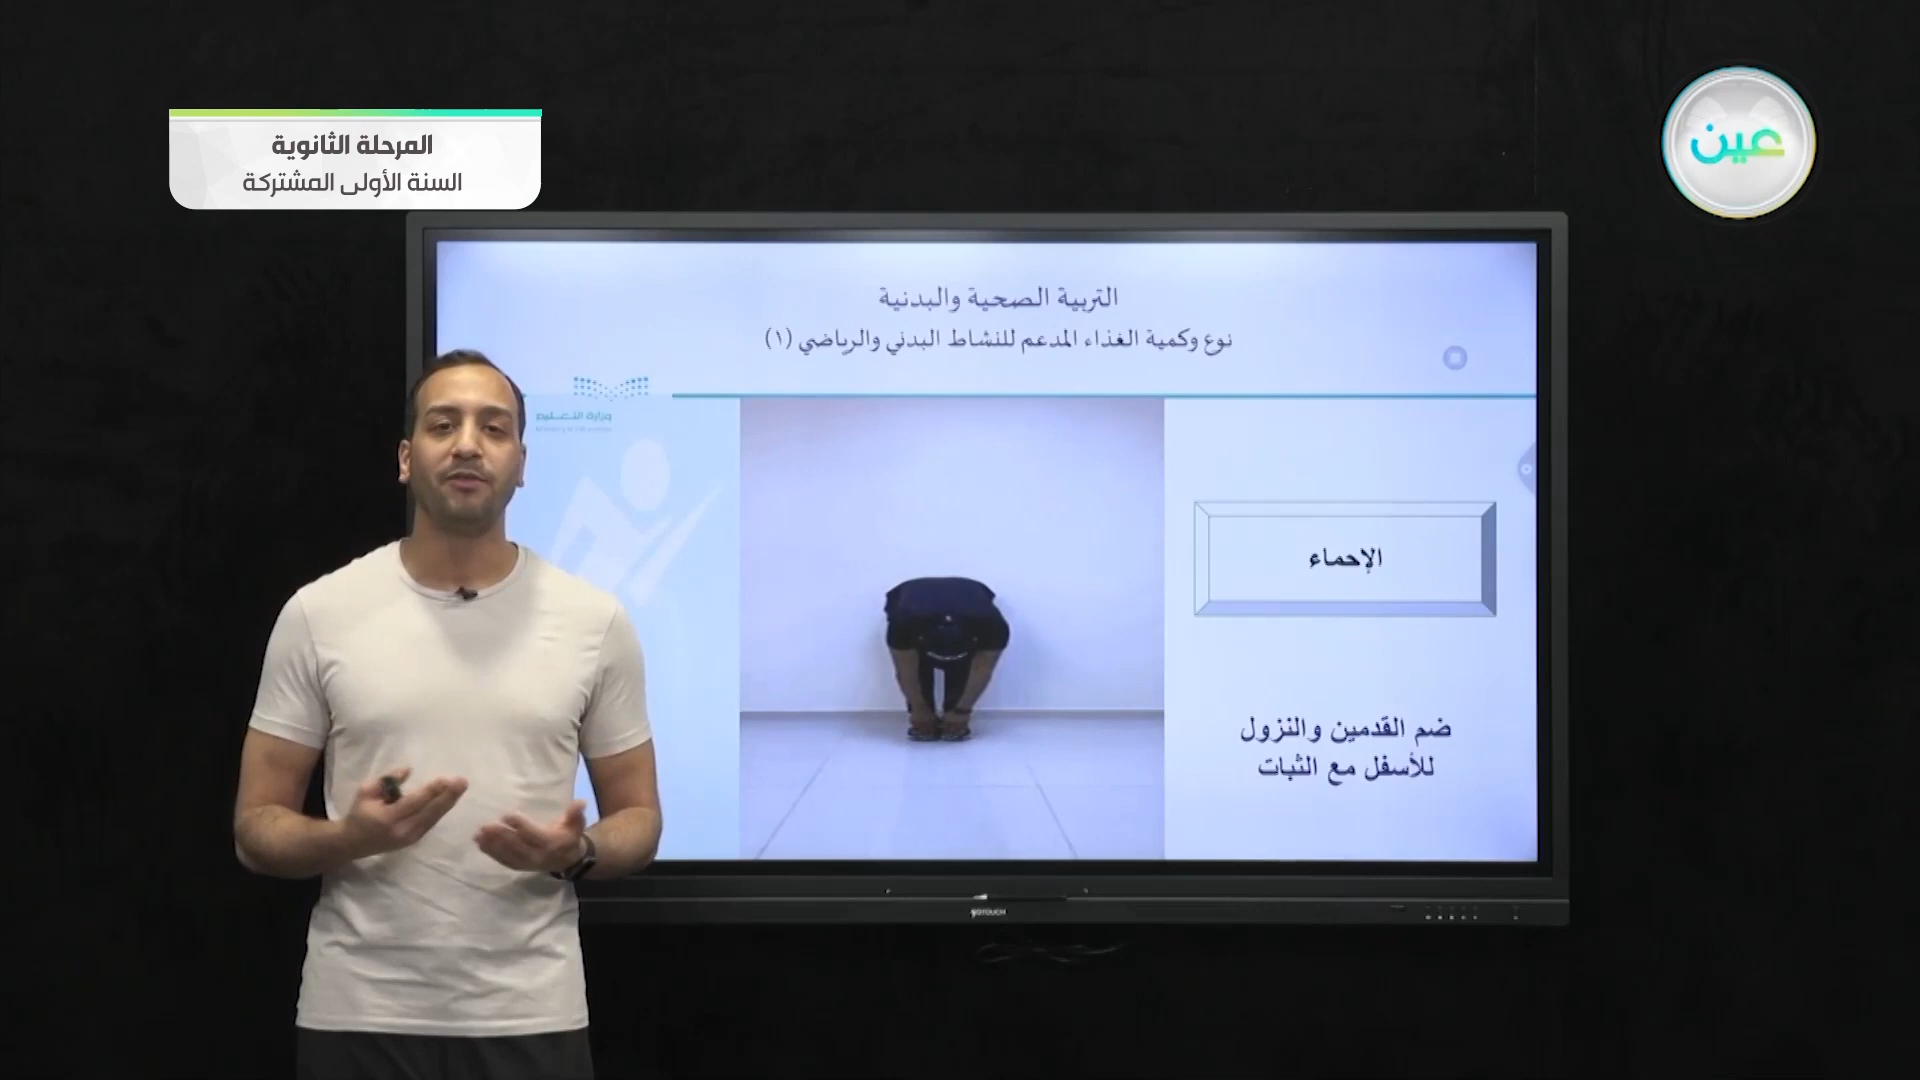 المرحلة الثانوية
السنة الأولى المشتركة
عين
التربية الصحية والبدنية
نوع وكمية الغذاء المدعم للنشاط البدني والرياضي (١)
وزارة التعـليم
الإحماء
ضم القدمين والنزول
للأسفل مع الثبات